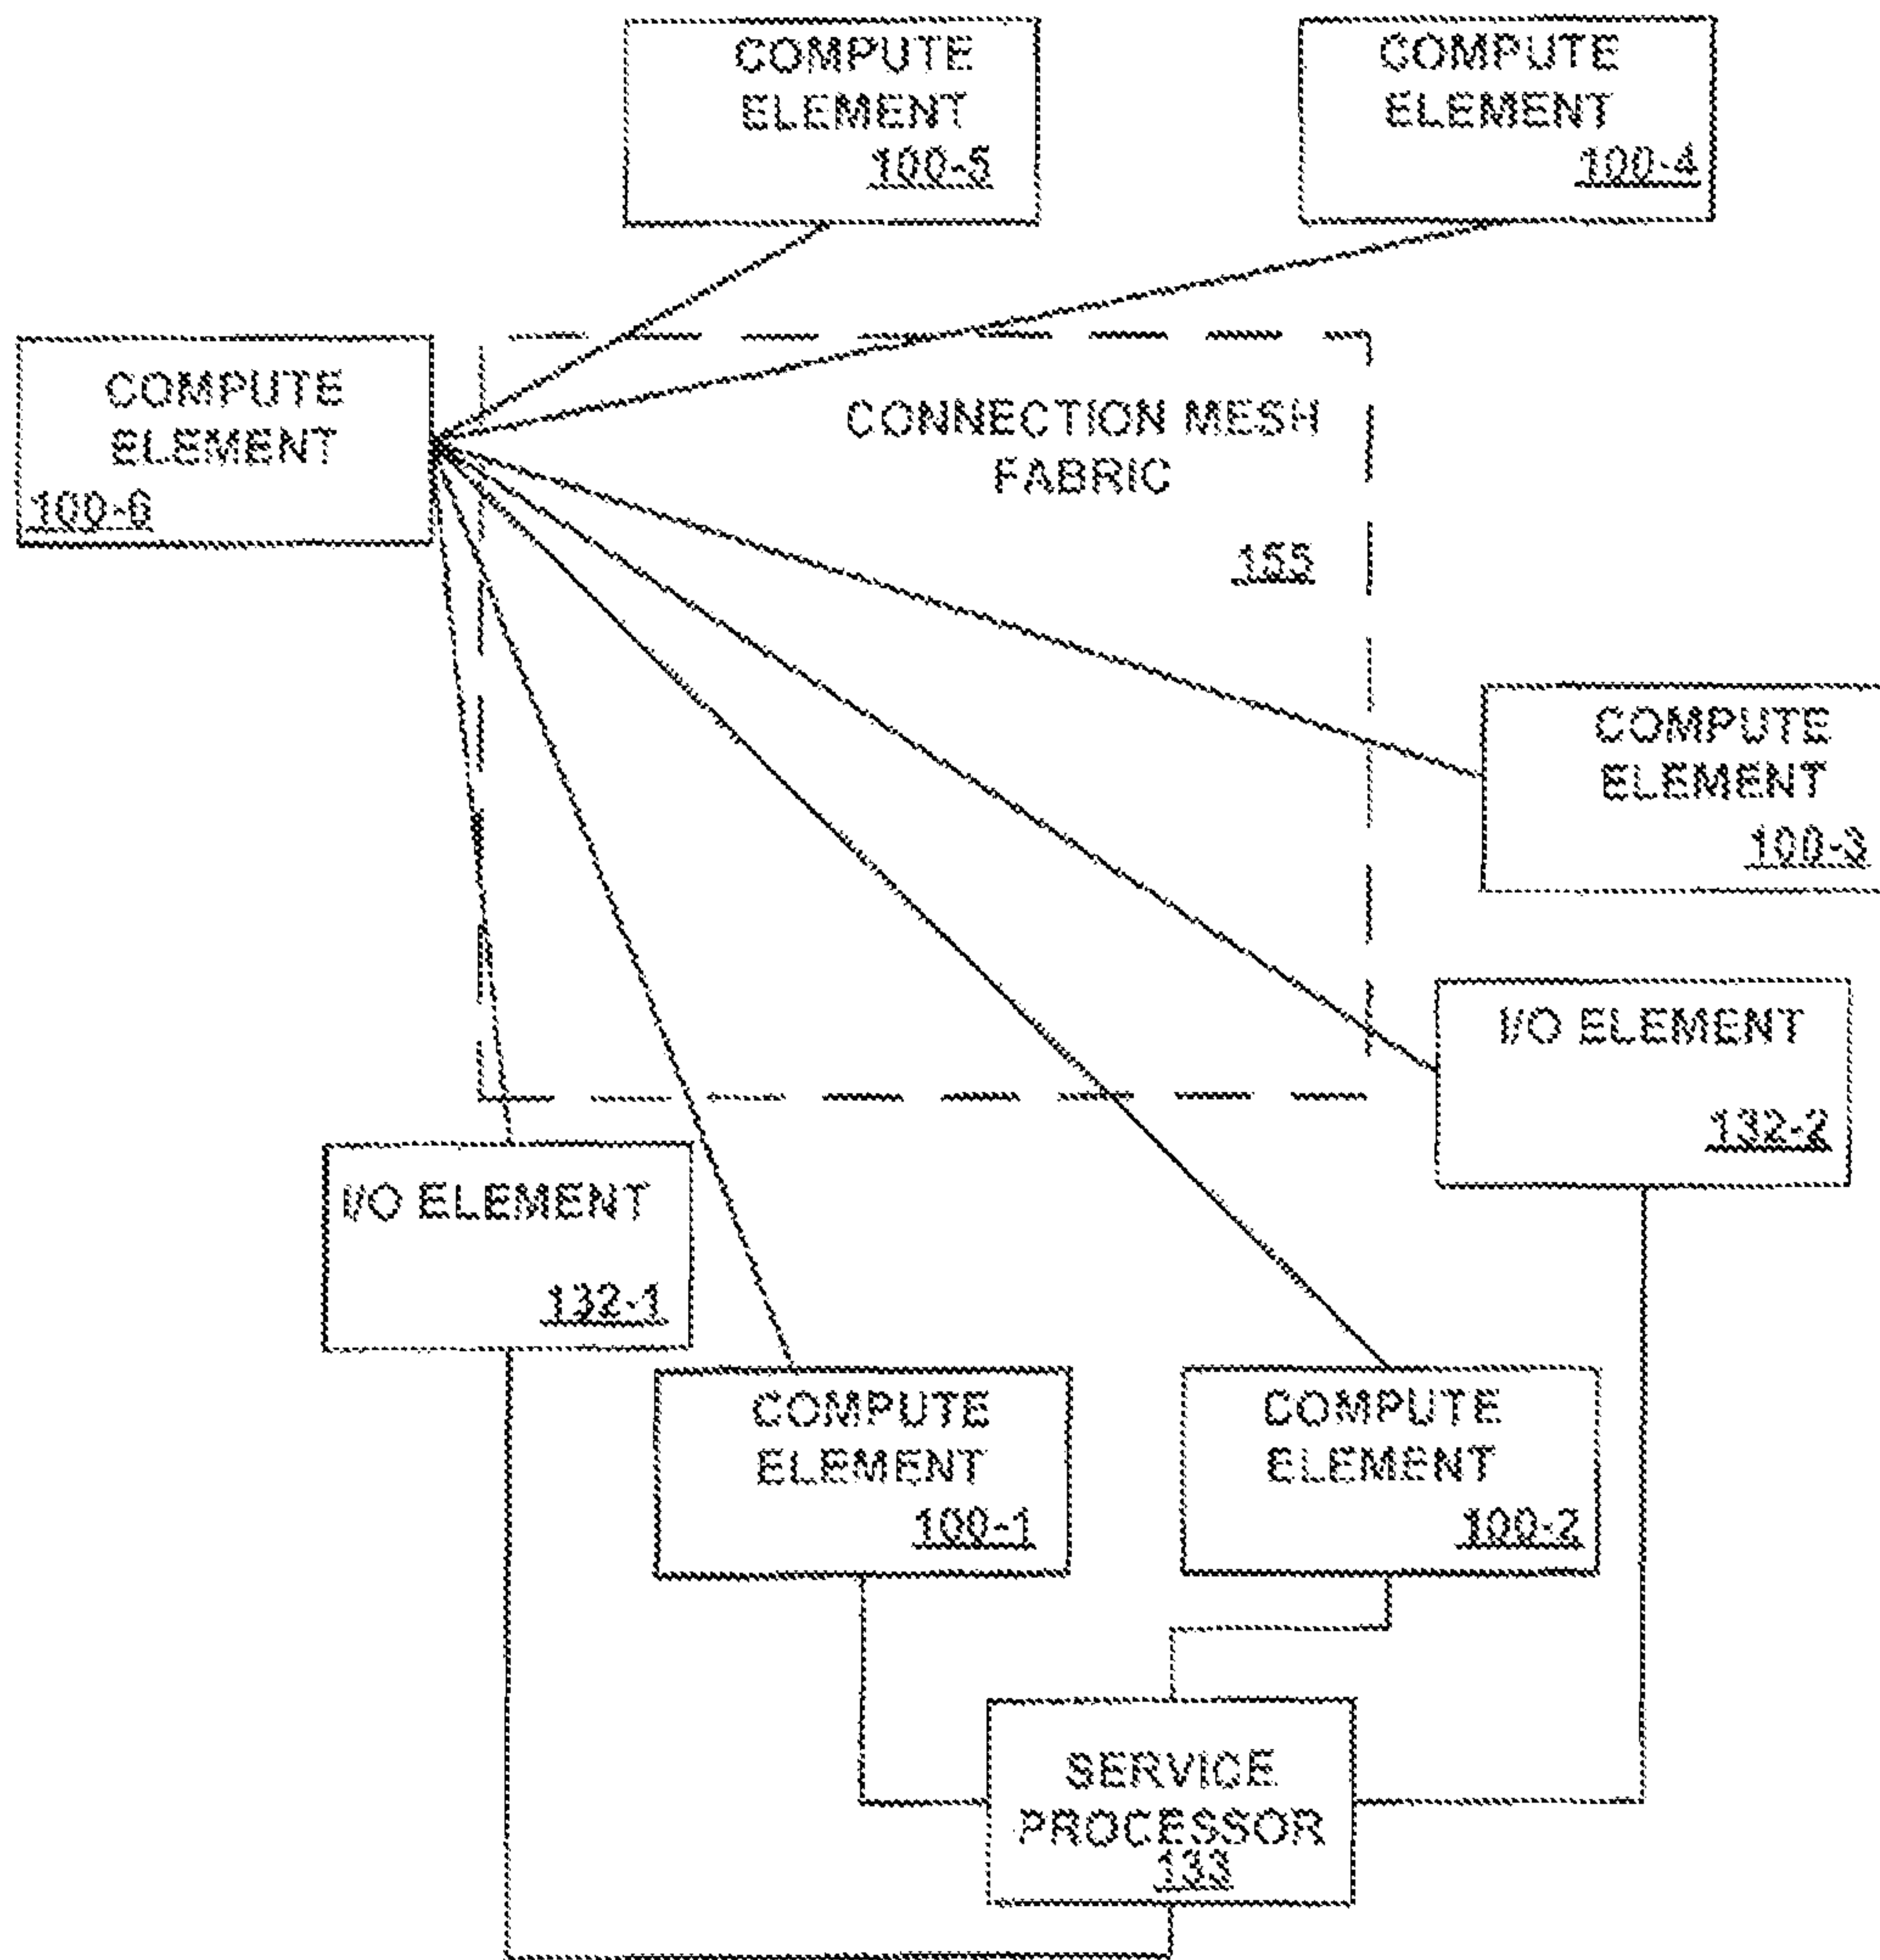 COMPUTE
ELEMENT
100-5
COMPUTE
ELEMENT
100-4
COMPUTE
ELEMENT
100-6
CONNECTION MESH
FABRIC
155
COMPUTE
ELEMENT
100-3
I/O ELEMENT
132-2
I/O ELEMENT
132-1
COMPUTE
ELEMENT
100-1
COMPUTE
ELEMENT
100-2
SERVICE
PROCESSOR
133